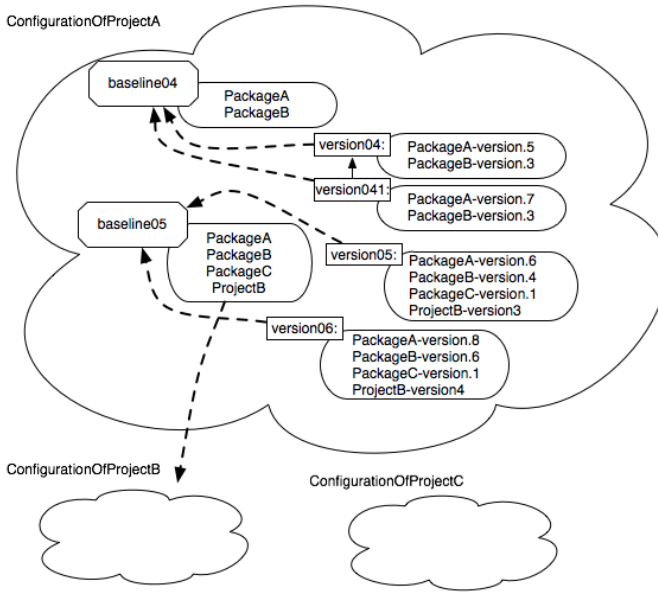 ConfigurationOfProjectA
baseline04
PackageA
PackageB
version04:
PackageA-version.5
PackageB-version.3
version041:
PackageA-version.7
PackageB-version.3
baseline05
PackageA
PackageB
PackageC
ProjectB
version05:
PackageA-version.6
PackageB-version.4
PackageC-version.1
ProjectB-version3
version06:
PackageA-version.8
PackageB-version.6
PackageC-version.1
ProjectB-version4
ConfigurationOfProjectB
ConfigurationOfProjectC